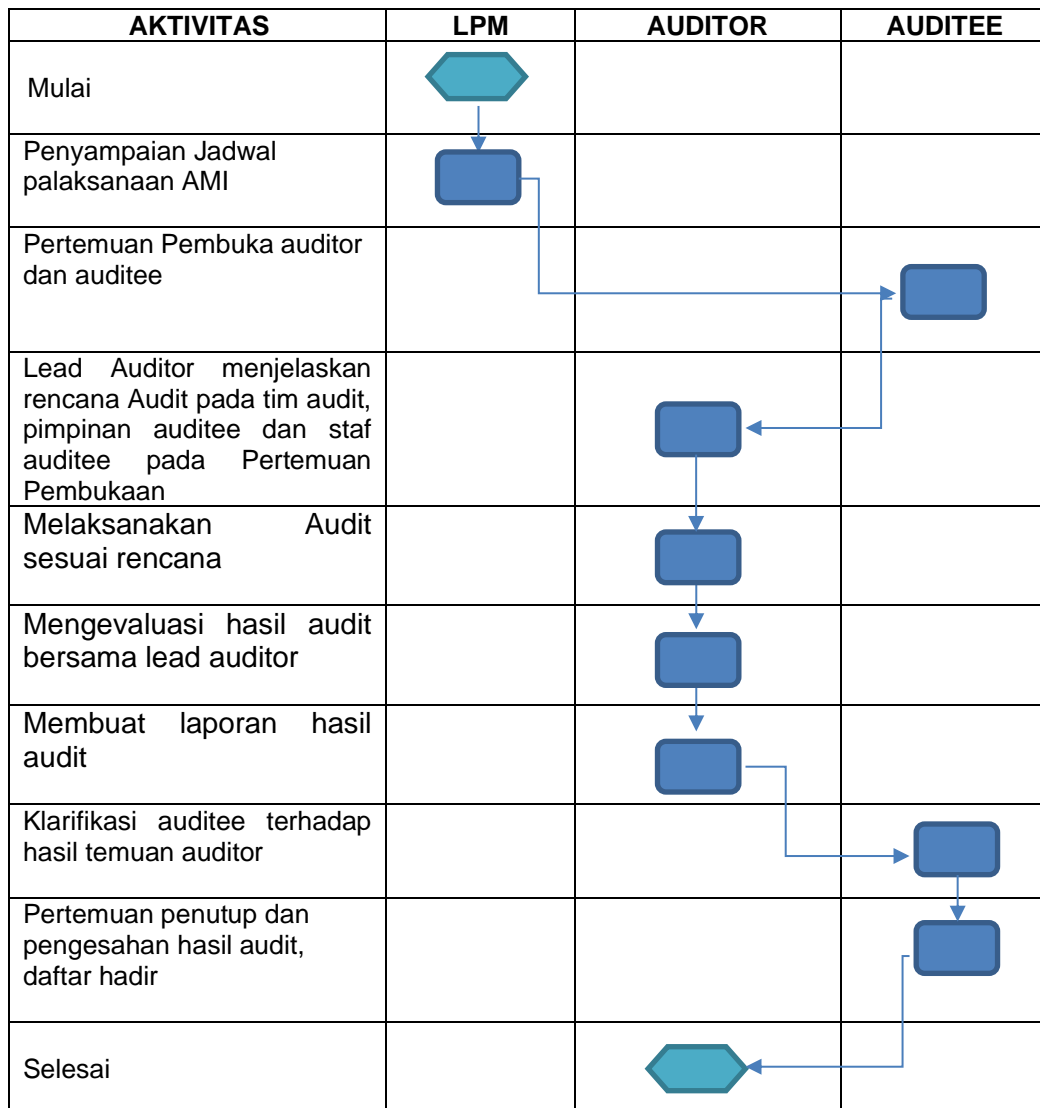 AKTIVITAS LPM AUDITOR AUDITEE
Mulai
Penyampaian Jadwal
palaksanaan AMI
Pertemuan Pembuka auditor
dan auditee
Lead Auditor menjelaskan
rencana Audit pada tim audit,
pimpinan auditee dan staf
auditee pada Pertemuan
Pembukaan
Melaksanakan Audit
sesuai rencana
Mengevaluasi hasil audit
bersama lead auditor
Membuat laporan hasil
audit
Klarifikasi auditee terhadap
hasil temuan auditor
Pertemuan penutup dan
pengesahan hasil audit,
daftar hadir
Selesai